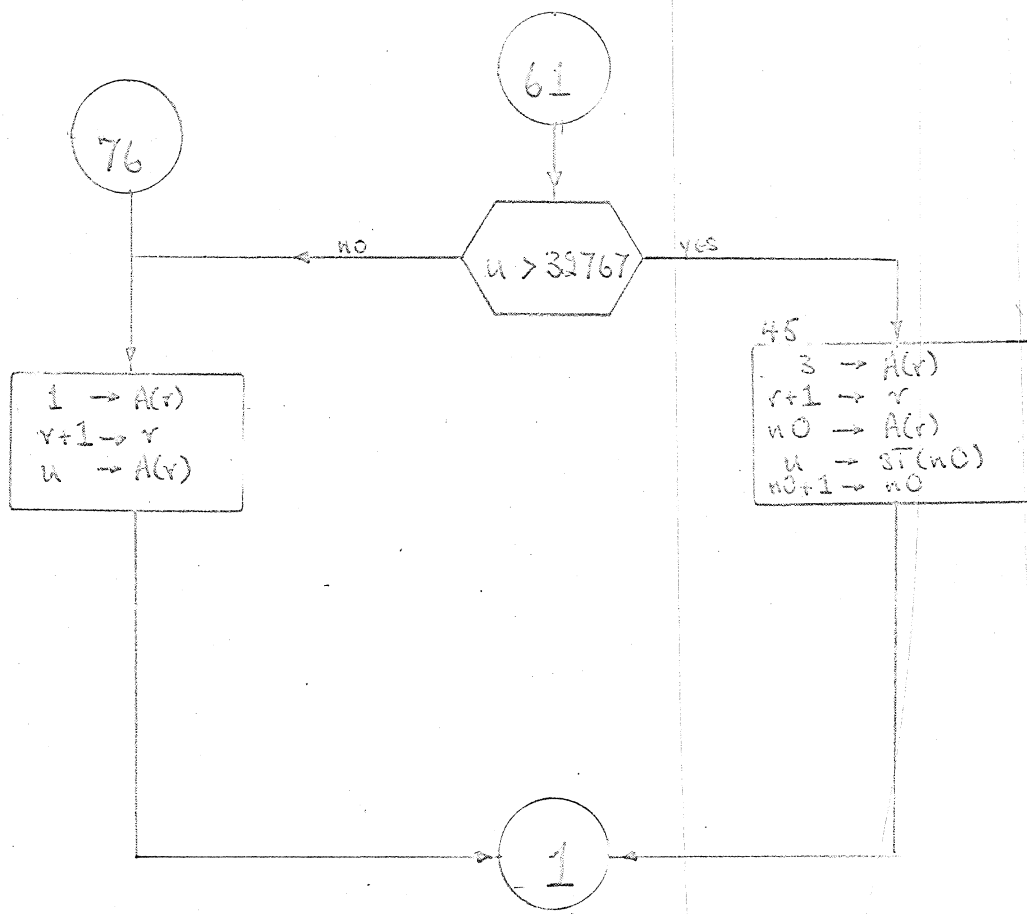 61
76
NO
u > 32767
YES
45
1 → A(r)
r+1 → r
u → A(r)
3 → A(r)
r+1 → r
n0 → A(r)
u → ST(n0)
n0+1 → n0
1